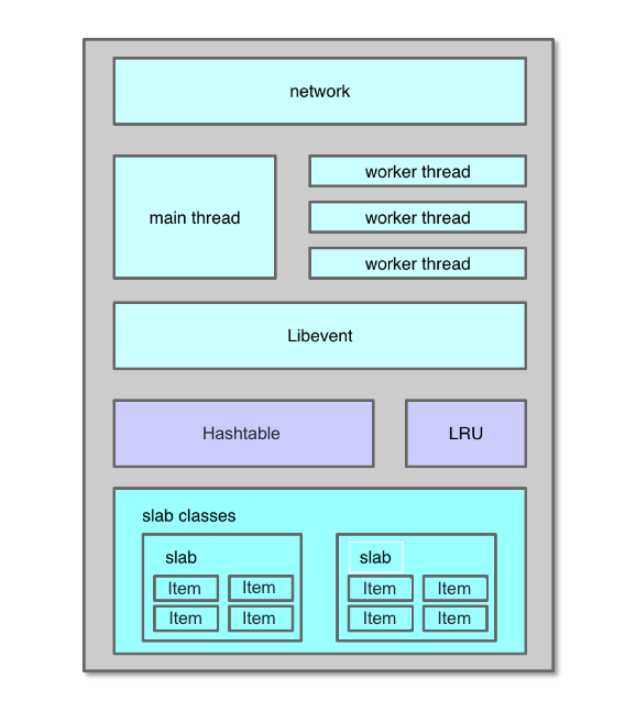 network
main thread
worker thread
worker thread
worker thread
Libevent
Hashtable
LRU
slab classes
slab
Item
Item
Item
Item
slab
Item
Item
Item
Item